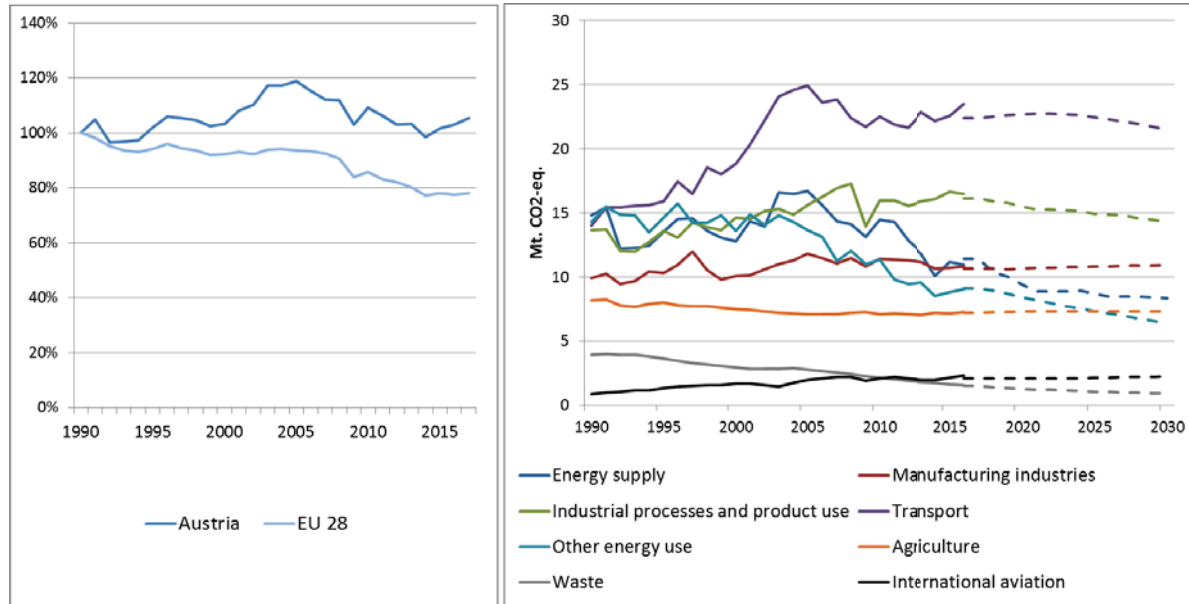 140%
120%
100%
80%
60%
40%
20%
0%
1990 1995 2000 2005 2010 2015
Austria EU 28
Mt. CO2-eq.
30
25
20
15
10
5
0
1990 1995 2000 2005 2010 2015 2020 2025 2030
Energy supply Manufacturing industries
Industrial processes and product use Transport
Other energy use Agriculture
Waste International aviation